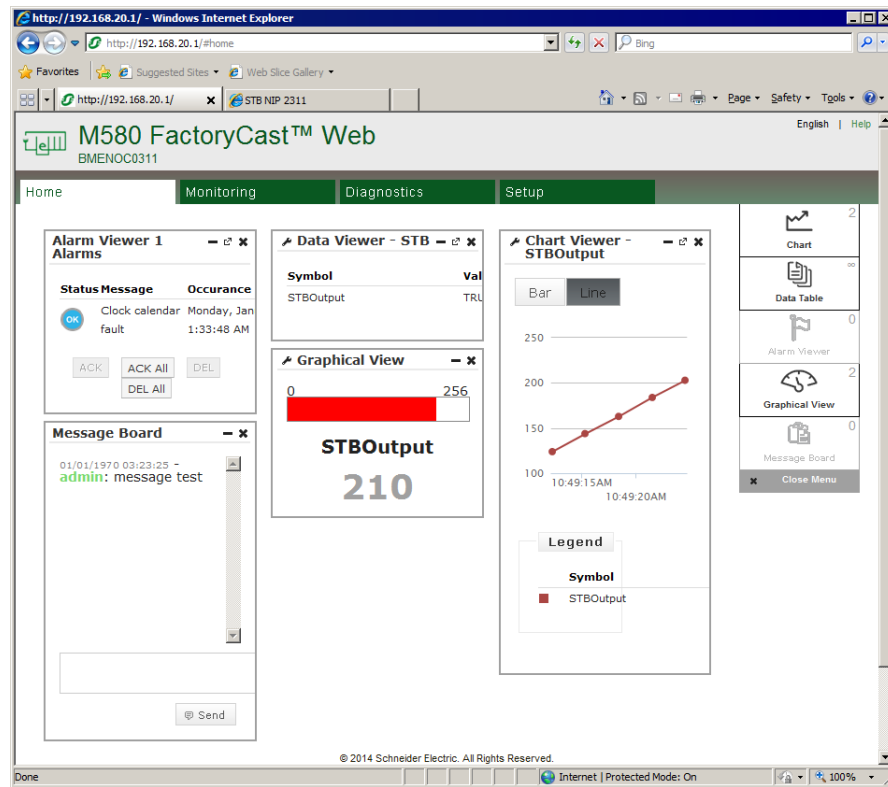 http://192.168.20.1/ - Windows Internet Explorer
http://192.168.20.1/#home
Bing
Favorites
Suggested Sites
Web Slice Gallery
http://192.168.20.1/
STB NIP 2311
Page
Safety
Tools
M580 FactoryCast™ Web
BMENOC0311
English | Help
Home
Monitoring
Diagnostics
Setup
Alarm Viewer 1
Alarms
Status Message Occurance
OK
Clock calendar Monday, Jan
fault 1:33:48 AM
ACK
ACK All
DEL
DEL All
Message Board
01/01/1970 03:23:25 -
admin: message test
Send
Data Viewer - STB
Symbol Val
STBOutput TRU
Graphical View
0 256
STBOutput
210
Chart Viewer -
STBOutput
Bar
Line
250
200
150
100
10:49:15AM
10:49:20AM
Legend
Symbol
STBOutput
2
Chart
∞
Data Table
0
Alarm Viewer
2
Graphical View
0
Message Board
Close Menu
© 2014 Schneider Electric. All Rights Reserved.
Done
Internet | Protected Mode: On
100%